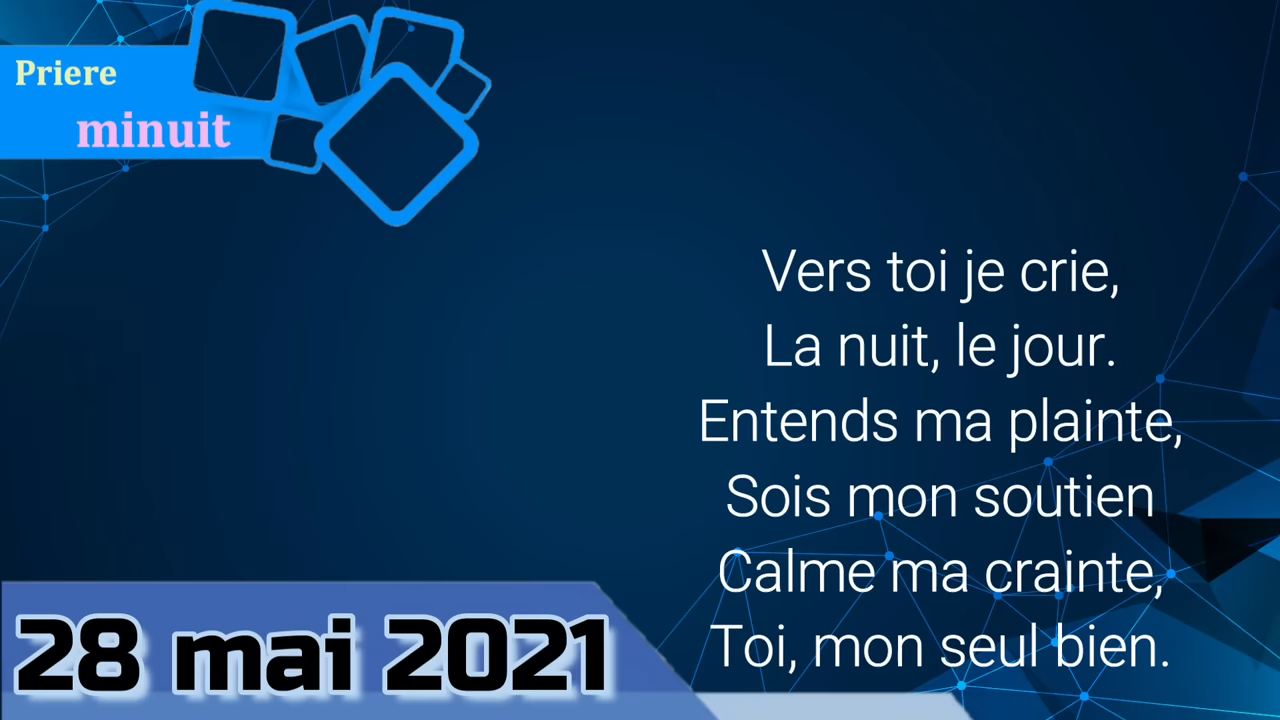 Priere
minuit
Vers toi je crie,
La nuit, le jour.
Entends ma plainte,
Sois mon soutien
Calme ma crainte,
Toi, mon seul bien.
28 mai 2021